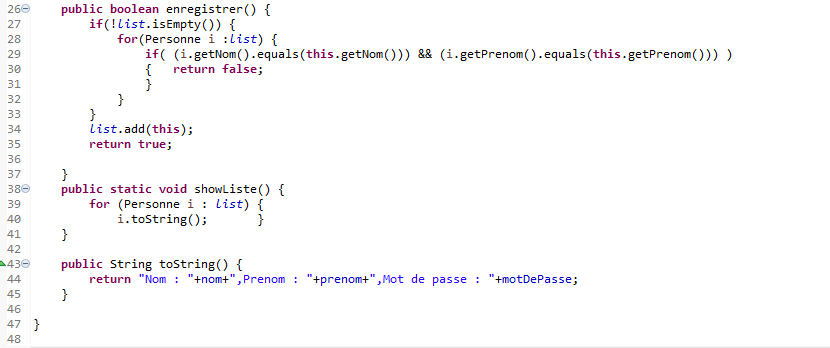 26 public boolean enregistrer() {
27 if(!list.isEmpty()) {
28 for(Personne i :list) {
29 if( (i.getNom().equals(this.getNom())) && (i.getPrenom().equals(this.getPrenom())) )
30 { return false;
31 }
32 }
33 }
34 list.add(this);
35 return true;
36
37 }
38 public static void showListe() {
39 for (Personne i : list) {
40 i.toString(); }
41 }
42
43 public String toString() {
44 return "Nom : "+nom+",Prenom : "+prenom+",Mot de passe : "+motDePasse;
45 }
46
47 }
48